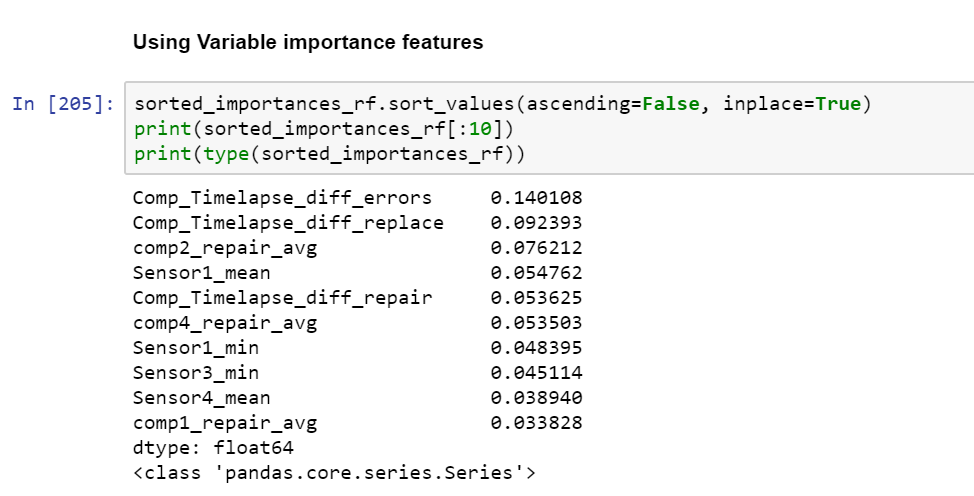 Using Variable importance features
In [205]: sorted_importances_rf.sort_values(ascending=False, inplace=True)
print(sorted_importances_rf[:10])
print(type(sorted_importances_rf))
Comp_Timelapse_diff_errors 0.140108
Comp_Timelapse_diff_replace 0.092393
comp2_repair_avg 0.076212
Sensor1_mean 0.054762
Comp_Timelapse_diff_repair 0.053625
comp4_repair_avg 0.053503
Sensor1_min 0.048395
Sensor3_min 0.045114
Sensor4_mean 0.038940
comp1_repair_avg 0.033828
dtype: float64
<class 'pandas.core.series.Series'>